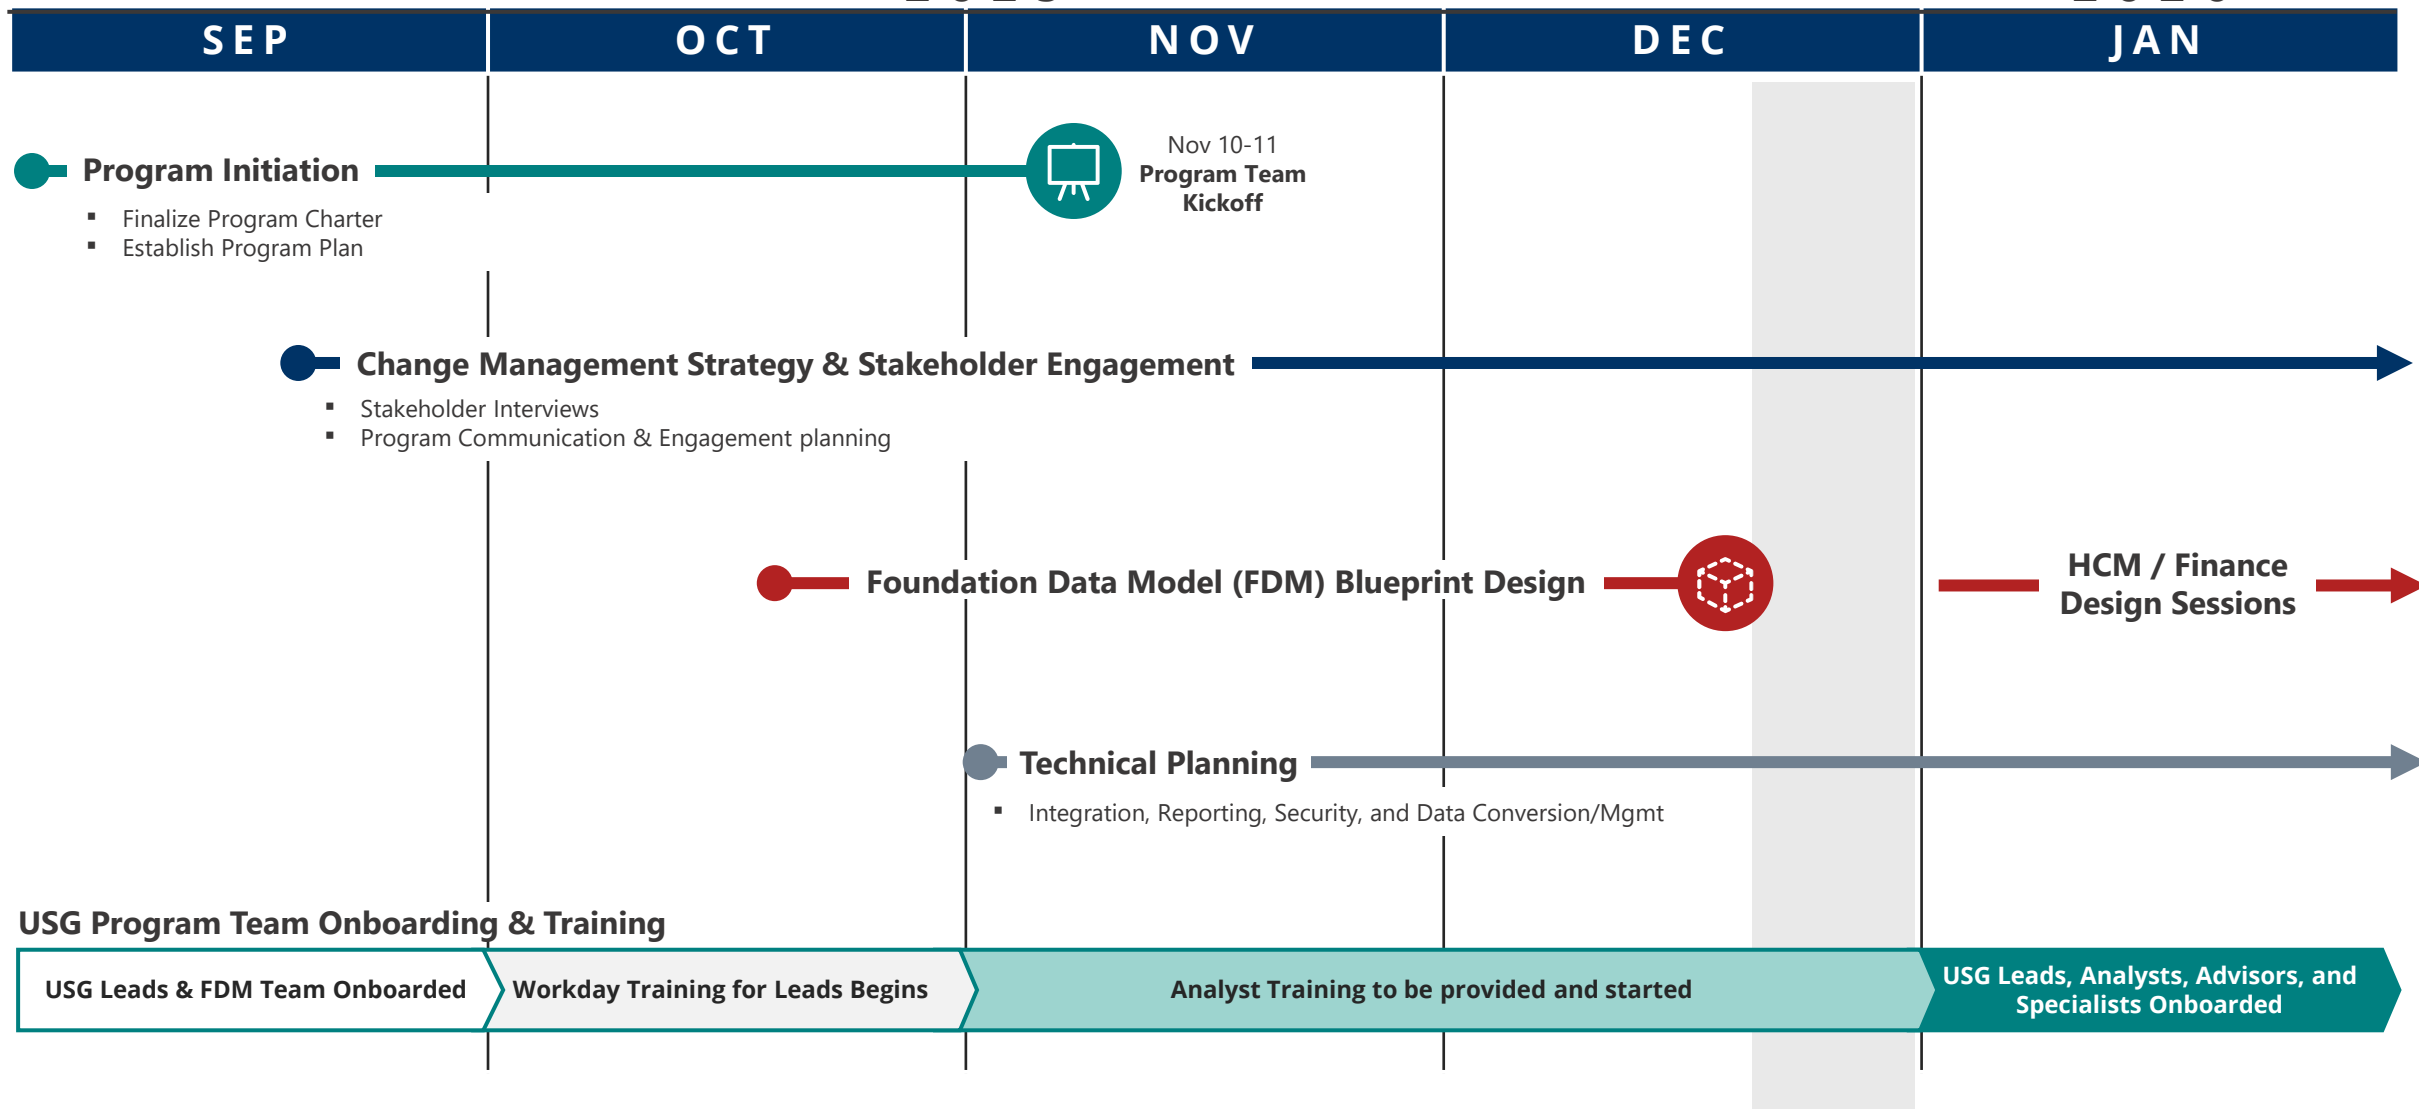 SEP OCT NOV DEC JAN
Nov 10-11
Program Team
Kickoff
Program Initiation
▪ Finalize Program Charter
▪ Establish Program Plan
Change Management Strategy & Stakeholder Engagement
▪ Stakeholder Interviews
▪ Program Communication & Engagement planning
Foundation Data Model (FDM) Blueprint Design
HCM / Finance
Design Sessions
Technical Planning
▪ Integration, Reporting, Security, and Data Conversion/Mgmt
USG Program Team Onboarding & Training
USG Leads & FDM Team Onboarded
Workday Training for Leads Begins
Analyst Training to be provided and started
USG Leads, Analysts, Advisors, and
Specialists Onboarded